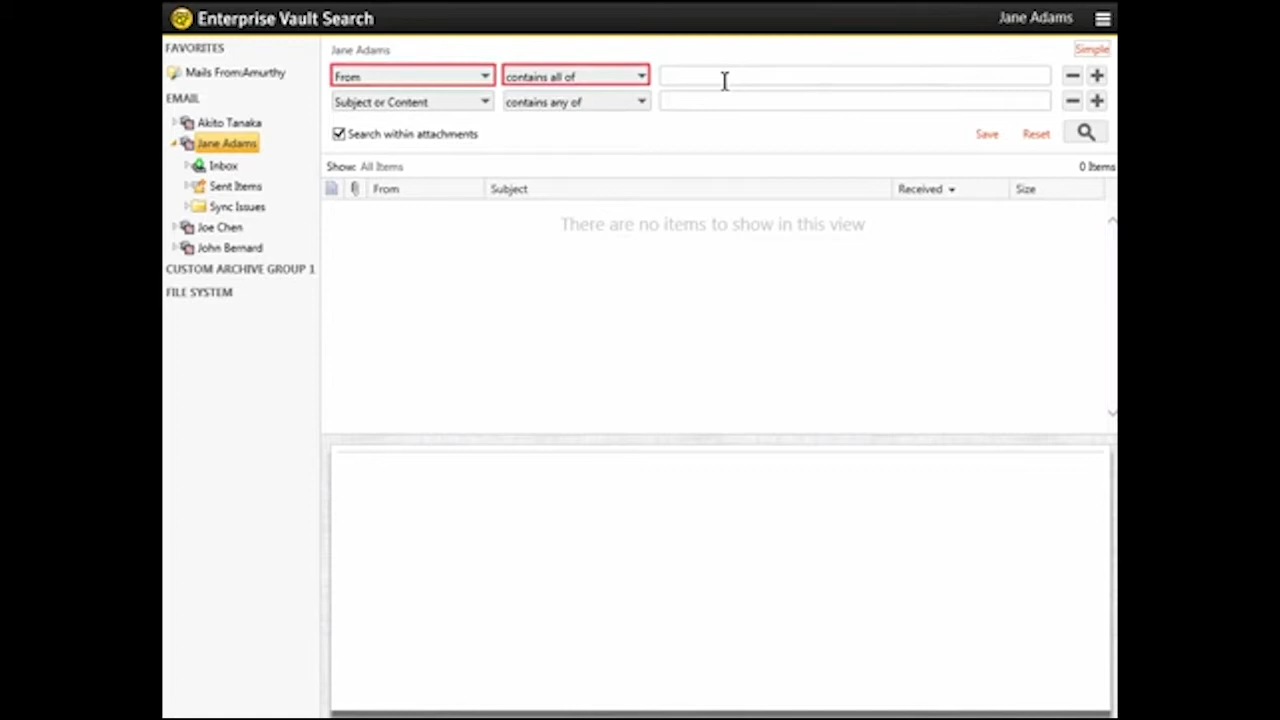 Enterprise Vault Search
Jane Adams
FAVORITES
Mails From:Amurthy
EMAIL
Akito Tanaka
Jane Adams
Inbox
Sent Items
Sync Issues
Joe Chen
John Bernard
CUSTOM ARCHIVE GROUP 1
FILE SYSTEM
Jane Adams
Simple
From contains all of
Subject or Content contains any of
Search within attachments Save Reset
Show: All Items 0 Items
From Subject Received Size
There are no items to show in this view